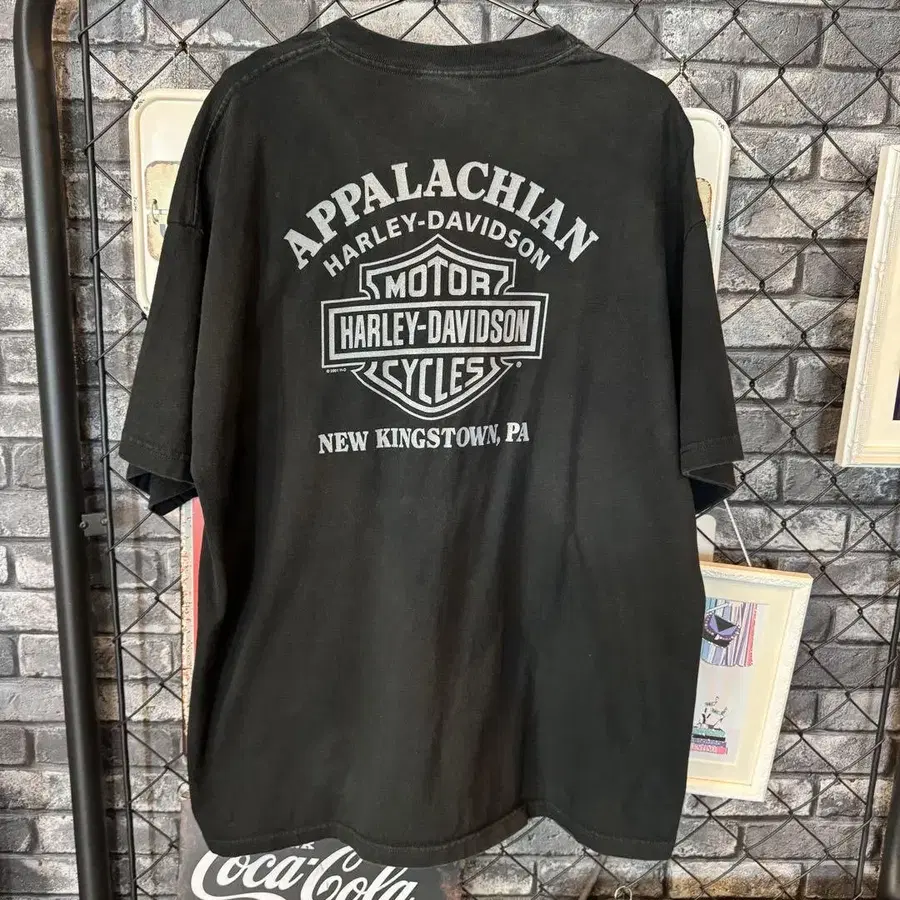 APPALACHIAN
HARLEY-DAVIDSON
MOTOR
HARLEY-DAVIDSON
CYCLES
®
NEW KINGSTOWN, PA
Coca-Cola